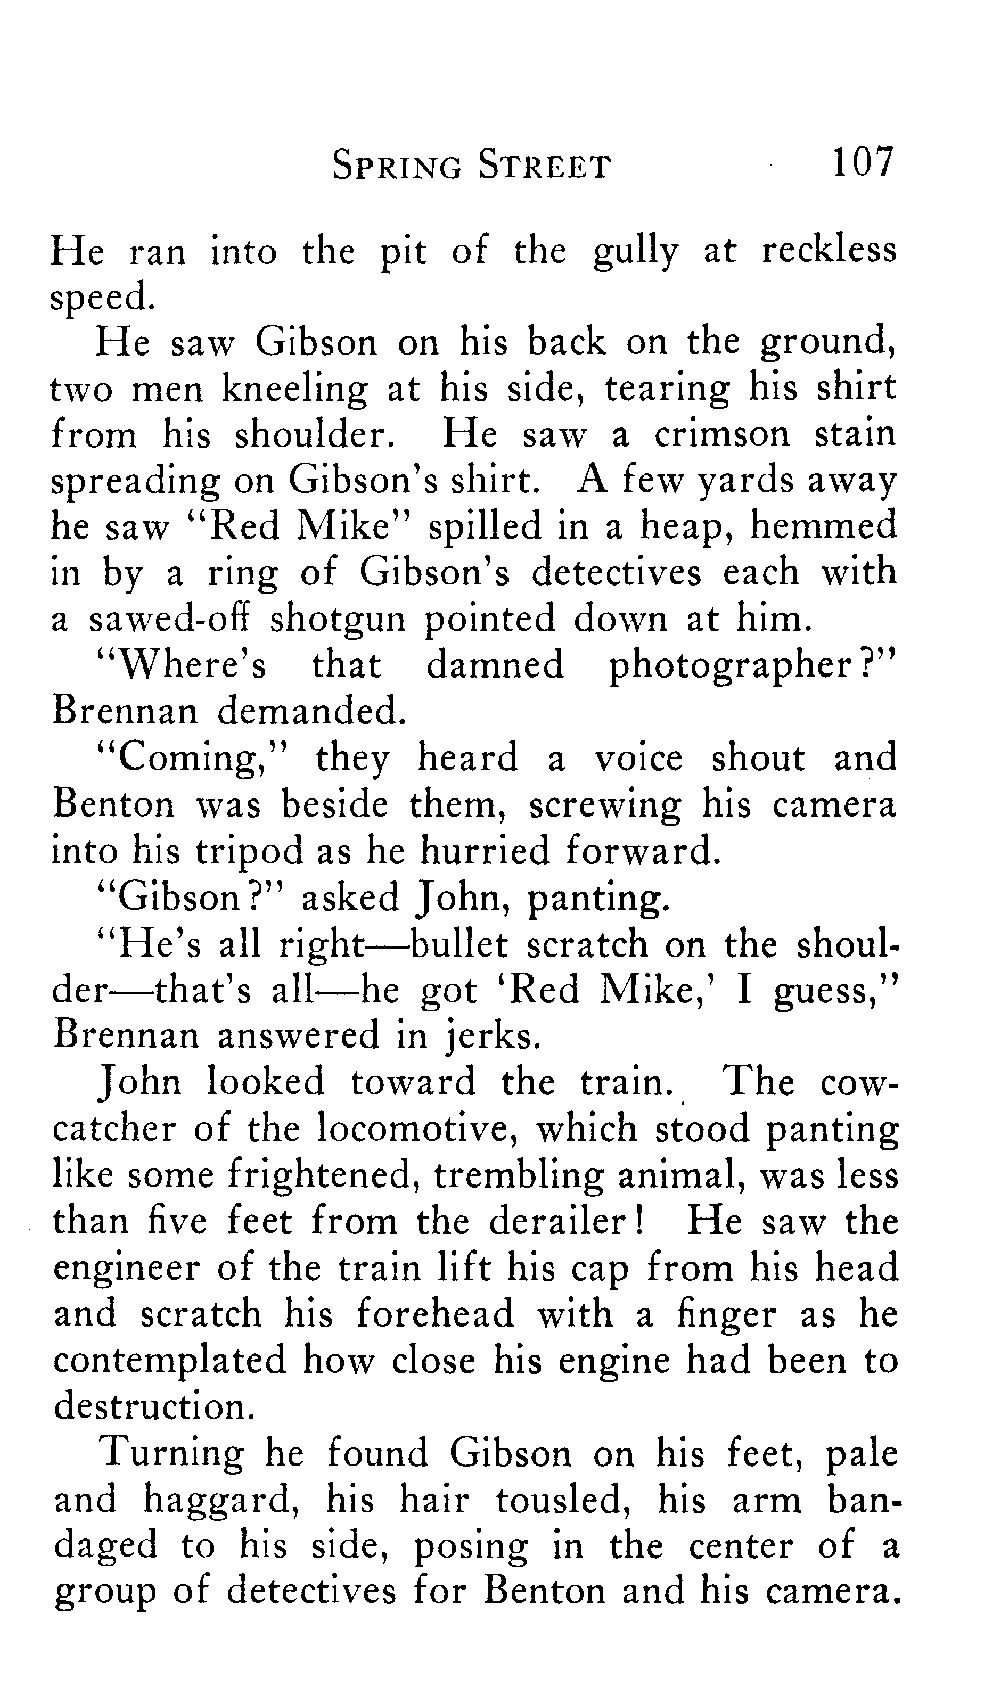 SPRING STREET 107
He ran into the pit of the gully at reckless
speed.
He saw Gibson on his back on the ground,
two men kneeling at his side, tearing his shirt
from his shoulder. He saw a crimson stain
spreading on Gibson's shirt. A few yards away
he saw "Red Mike" spilled in a heap, hemmed
in by a ring of Gibson's detectives each with
a sawed-off shotgun pointed down at him.
"Where's that damned photographer?"
Brennan demanded.
"Coming," they heard a voice shout and
Benton was beside them, screwing his camera
into his tripod as he hurried forward.
"Gibson?" asked John, panting.
"He's all right—bullet scratch on the shoul-
der—that's all—he got 'Red Mike,' I guess,"
Brennan answered in jerks.
John looked toward the train. The cow-
catcher of the locomotive, which stood panting
like some frightened, trembling animal, was less
than five feet from the derailer! He saw the
engineer of the train lift his cap from his head
and scratch his forehead with a finger as he
contemplated how close his engine had been to
destruction.
Turning he found Gibson on his feet, pale
and haggard, his hair tousled, his arm ban-
daged to his side, posing in the center of a
group of detectives for Benton and his camera.